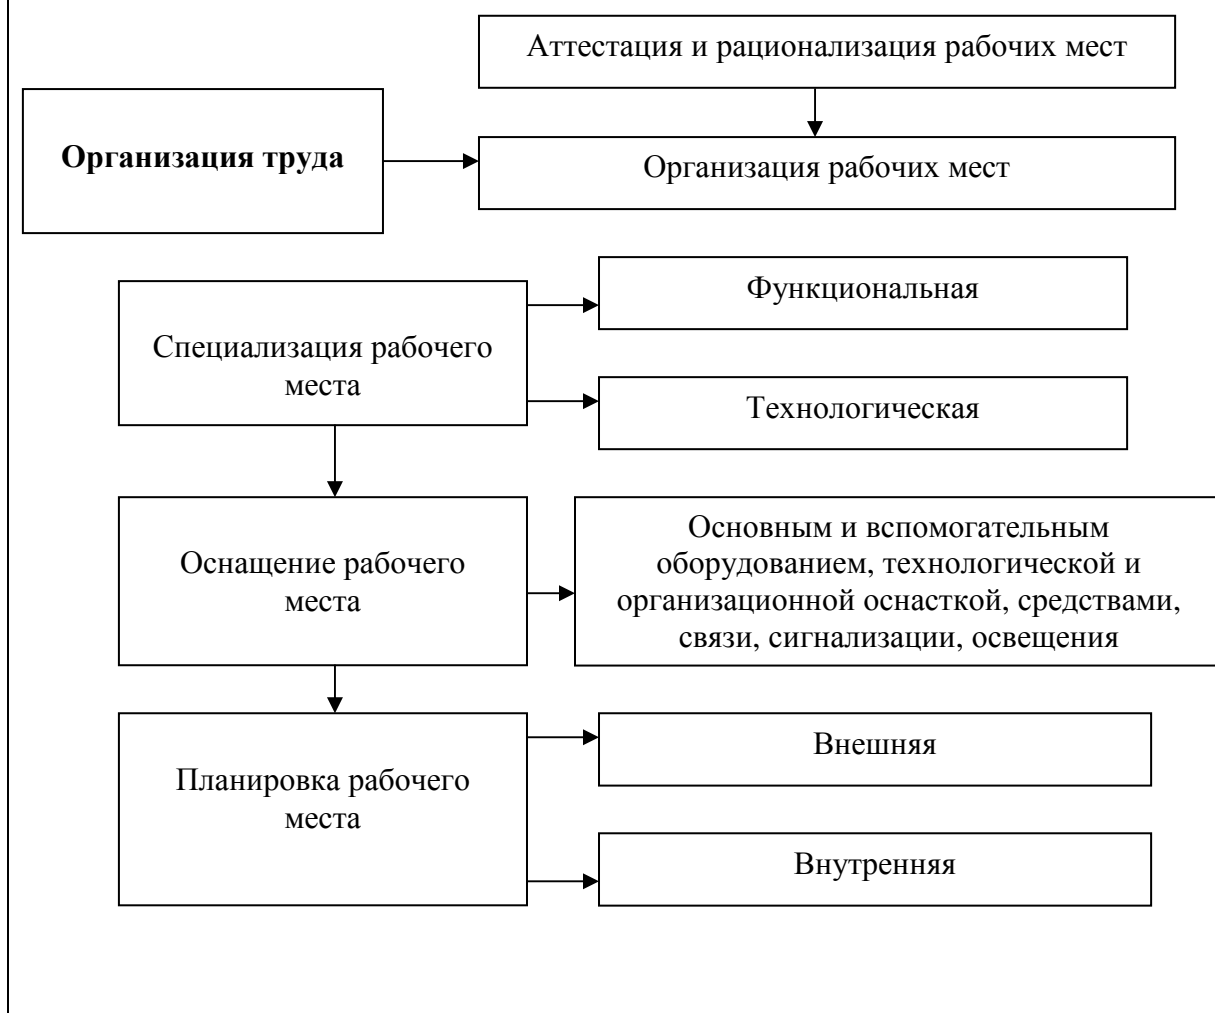 Аттестация и рационализация рабочих мест
Организация труда
Организация рабочих мест
Функциональная
Специализация рабочего
места
Технологическая
Оснащение рабочего
места
Основным и вспомогательным
оборудованием, технологической и
организационной оснасткой, средствами,
связи, сигнализации, освещения
Планировка рабочего
места
Внешняя
Внутренняя